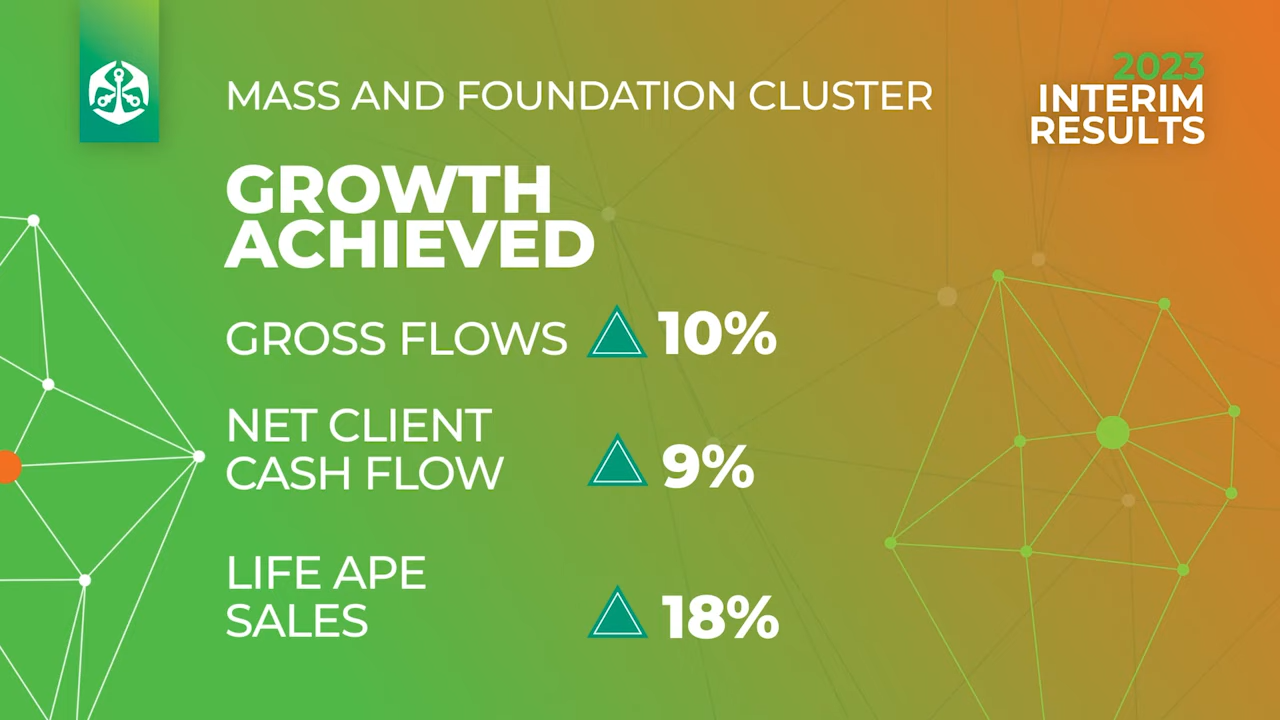 MASS AND FOUNDATION CLUSTER
2023
INTERIM
RESULTS
GROWTH
ACHIEVED
GROSS FLOWS 10%
NET CLIENT
CASH FLOW 9%
LIFE APE
SALES 18%